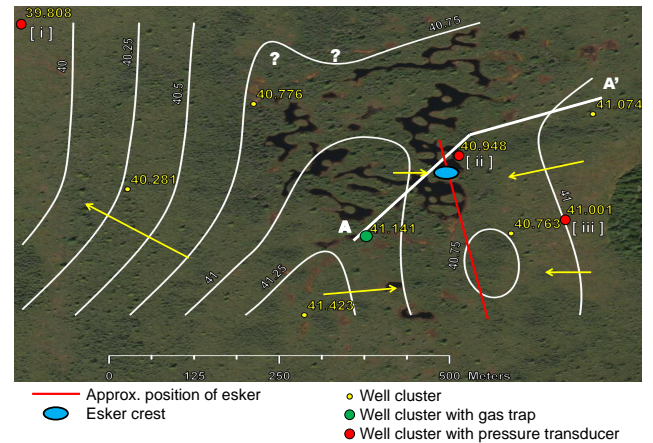 39.808
[ i ]
40
40.25
40.5
?
?
40.75
40.776
A'
41.074
40.948
[ ii ]
40.281
41
41.001
[ iii ]
A
41.141
40.763
40.75
41
41.25
41.423
0 125 250 500 Meters
Approx. position of esker
Esker crest
Well cluster
Well cluster with gas trap
Well cluster with pressure transducer